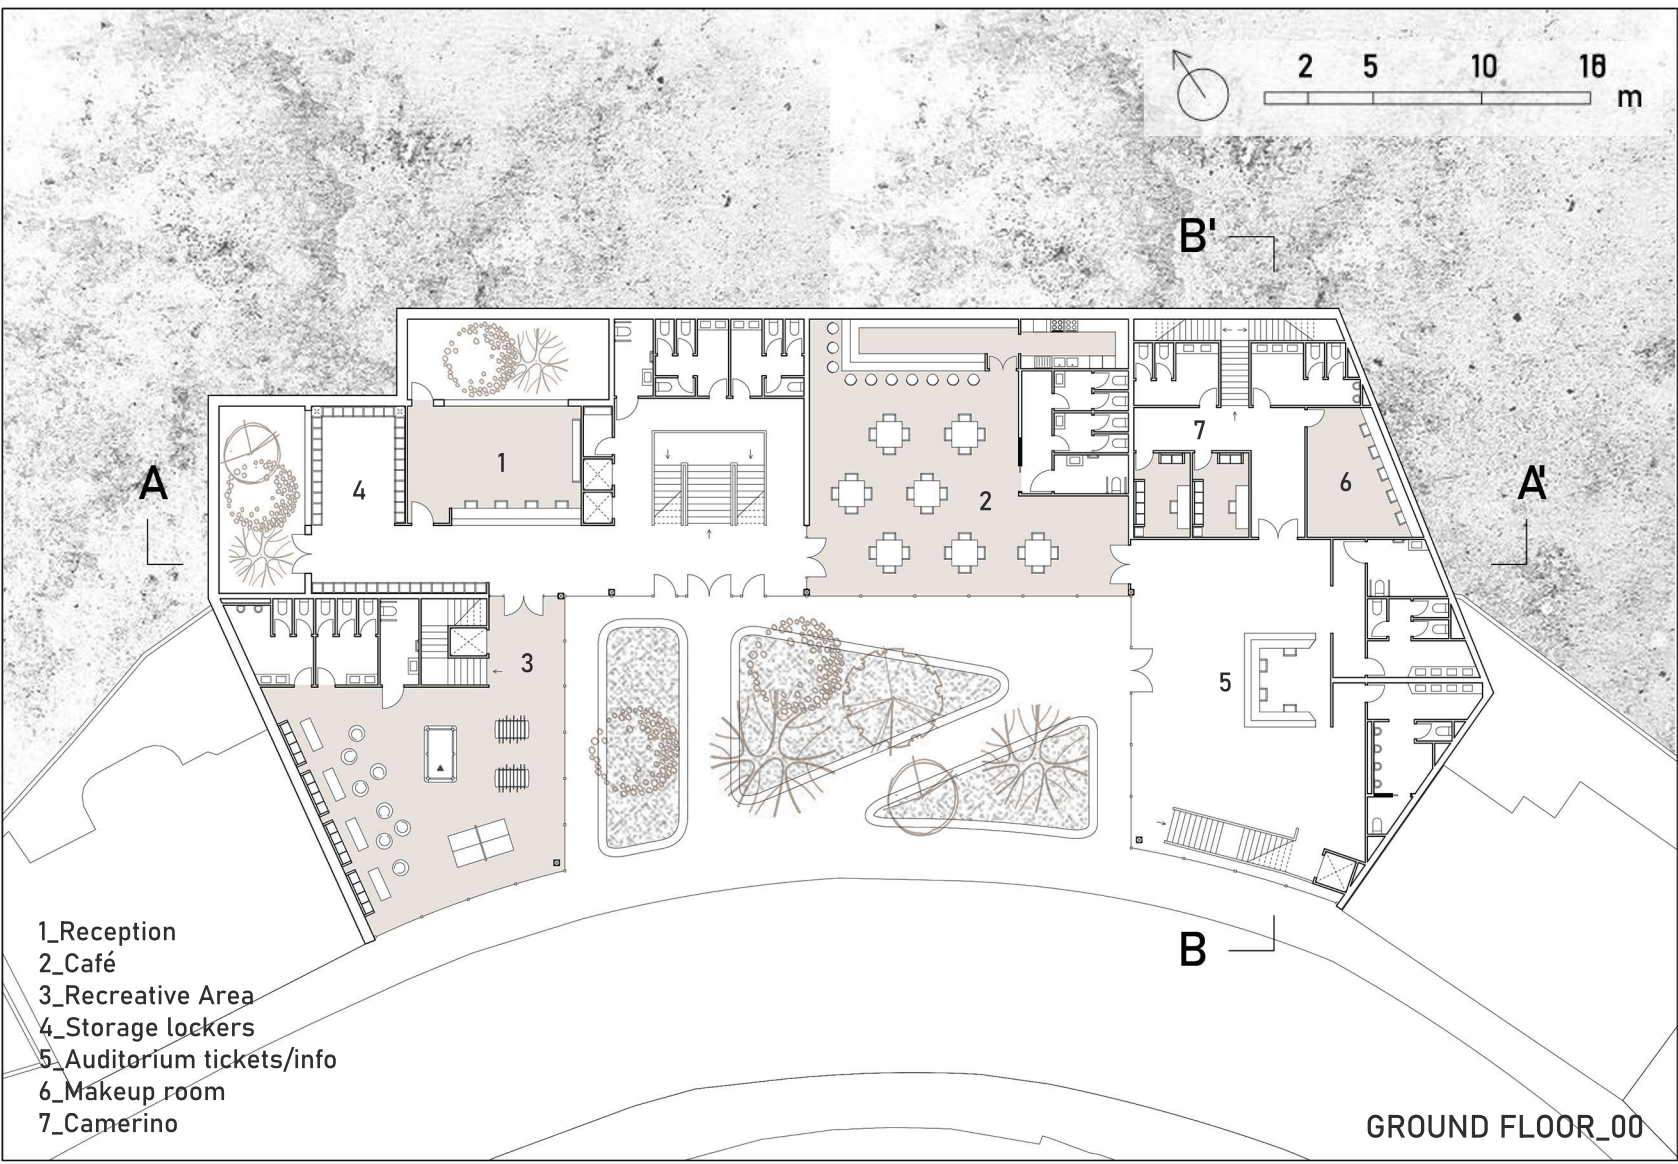 2 5 10 16
m
B'
A
1
4
2
7
6
A'
3
5
B
1_Reception
2_Café
3_Recreative Area
4_Storage lockers
5_Auditorium tickets/info
6_Makeup room
7_Camerino
GROUND FLOOR_00